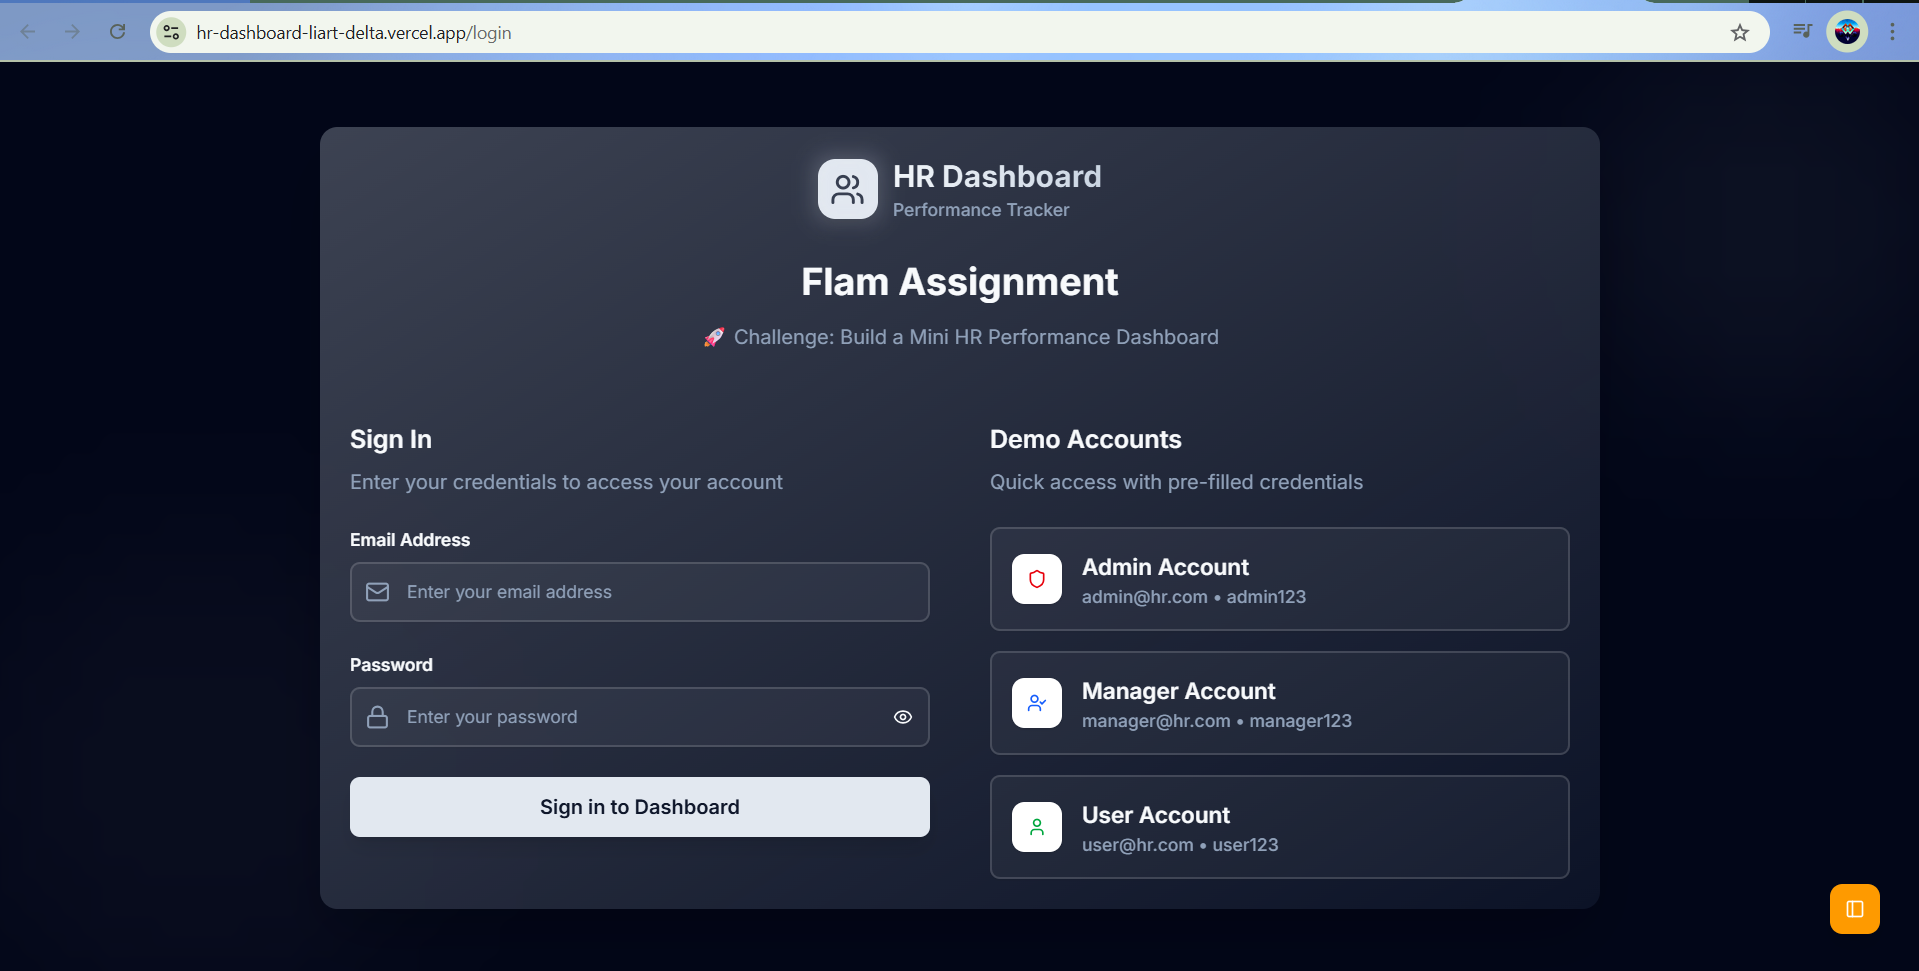 hr-dashboard-liart-delta.vercel.app/login
HR Dashboard
Performance Tracker
Flam Assignment
🚀 Challenge: Build a Mini HR Performance Dashboard
Sign In
Enter your credentials to access your account
Email Address
Enter your email address
Password
Enter your password
Sign in to Dashboard
Demo Accounts
Quick access with pre-filled credentials
Admin Account
admin@hr.com • admin123
Manager Account
manager@hr.com • manager123
User Account
user@hr.com • user123